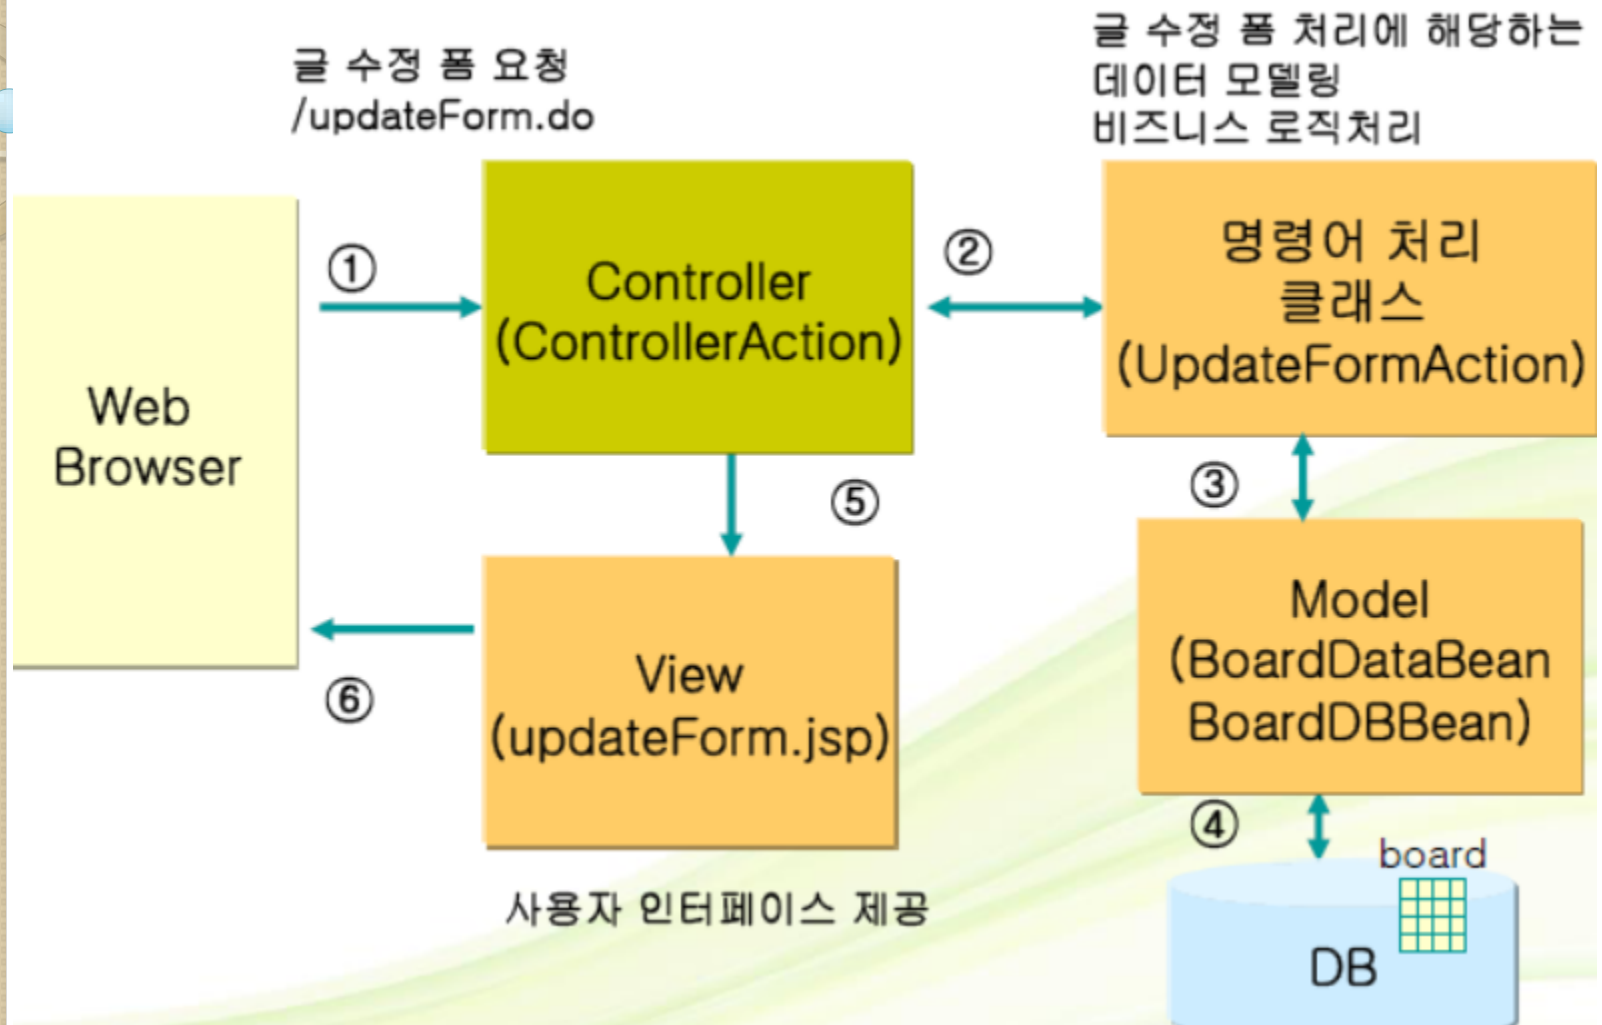 글 수정 폼 요청
/updateForm.do
글 수정 폼 처리에 해당하는
데이터 모델링
비즈니스 로직처리
Web
Browser
①
Controller
(ControllerAction)
②
명령어 처리
클래스
(UpdateFormAction)
③
Model
(BoardDataBean
BoardDBBean)
④
board
DB
⑤
View
(updateForm.jsp)
⑥
사용자 인터페이스 제공